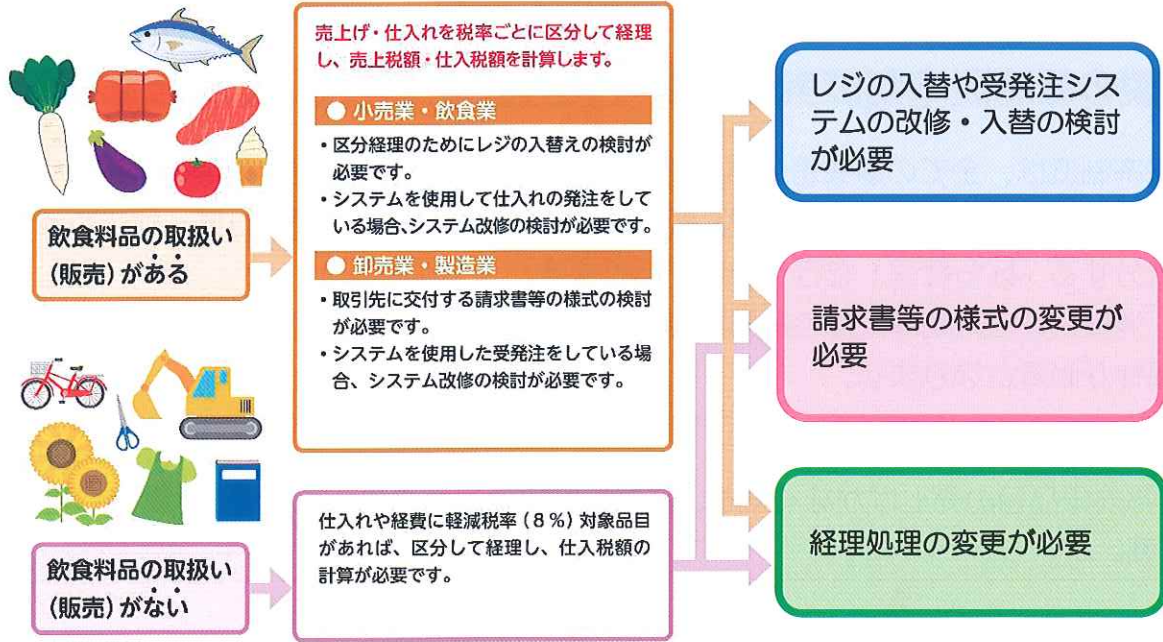 売上げ・仕入れを税率ごとに区分して経理
し、売上税額・仕入税額を計算します。
● 小売業・飲食業
・区分経理のためにレジの入替えの検討が
必要です。
・システムを使用して仕入れの発注をして
いる場合、システム改修の検討が必要です。
● 卸売業・製造業
・取引先に交付する請求書等の様式の検討
が必要です。
・システムを使用した受発注をしている場
合、システム改修の検討が必要です。
飲食料品の取扱い
(販売)がある
レジの入替や受発注シス
テムの改修・入替の検討
が必要
請求書等の様式の変更が
必要
飲食料品の取扱い
(販売)がない
仕入れや経費に軽減税率(8%)対象品目
があれば、区分して経理し、仕入税額の
計算が必要です。
経理処理の変更が必要